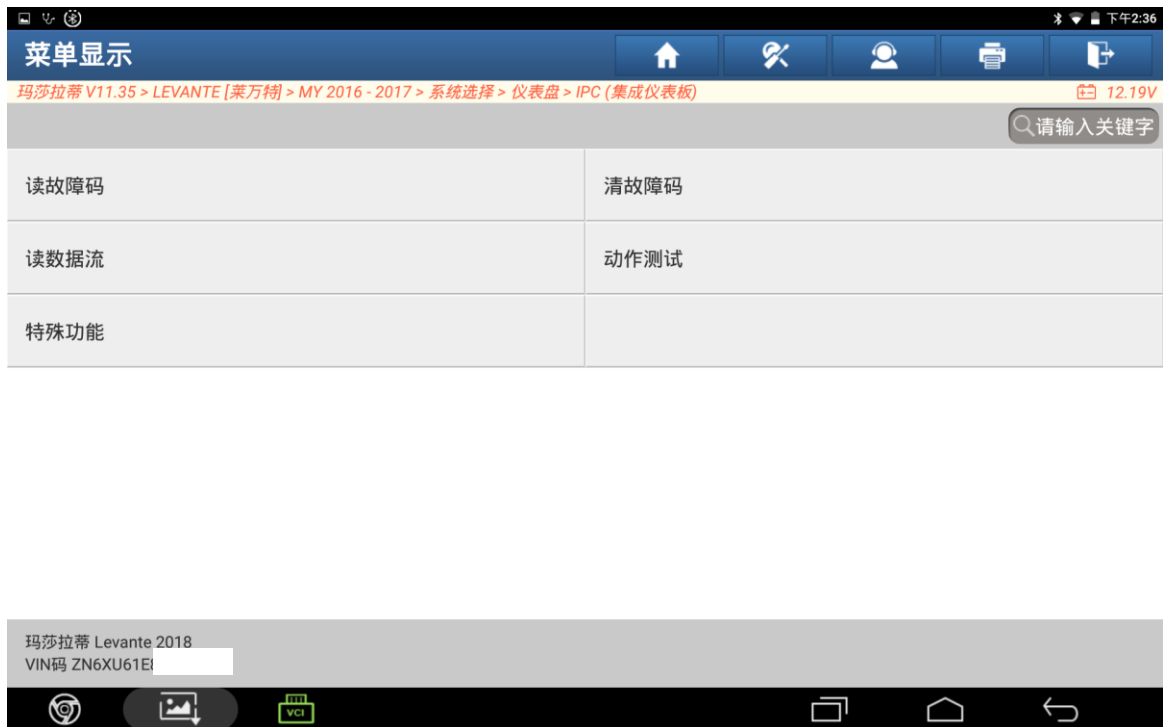 下午2:36
菜单显示
玛莎拉蒂 V11.35 > LEVANTE [莱万特] > MY 2016 - 2017 > 系统选择 > 仪表盘 > IPC (集成仪表板)
12.19V
请输入关键字
读故障码
清故障码
读数据流
动作测试
特殊功能
玛莎拉蒂 Levante 2018
VIN码 ZN6XU61E
VCI